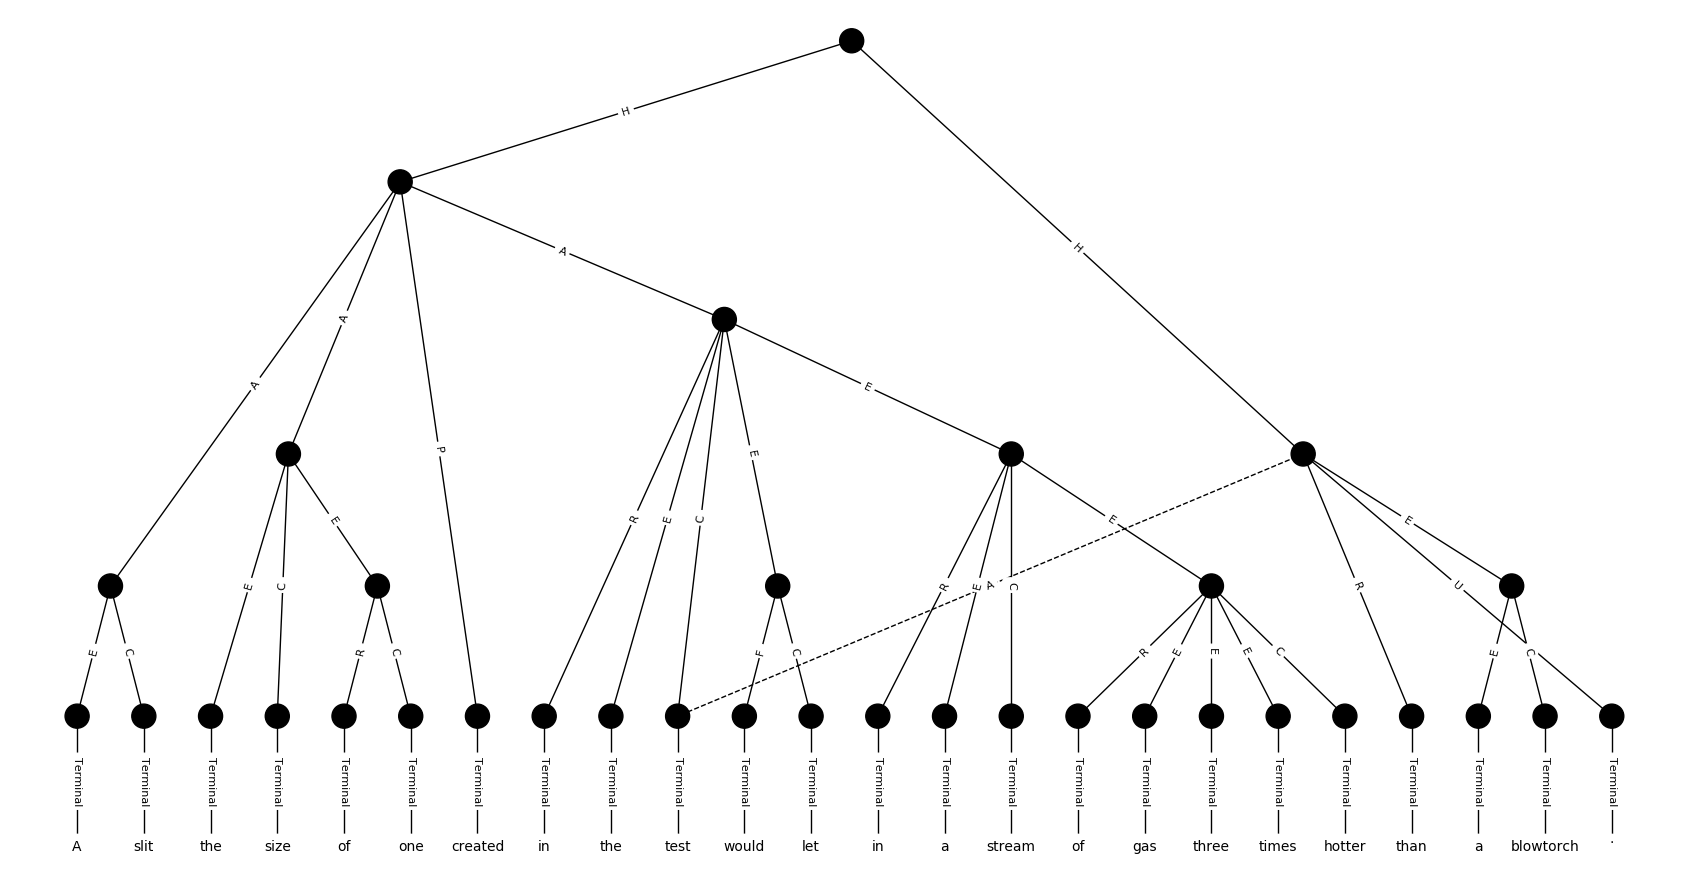 H
H
A
A
A
P
E
E
A
E
E
E
R
E
C
E
C
R
E
C
R
U
E
C
E
C
R
C
F
C
R
E
E
E
C
E
C
Terminal Terminal Terminal Terminal Terminal Terminal Terminal Terminal Terminal Terminal Terminal Terminal Terminal Terminal Terminal Terminal Terminal Terminal Terminal Terminal Terminal Terminal Terminal Terminal
A slit the size of one created in the test would let in a stream of gas three times hotter than a blowtorch .